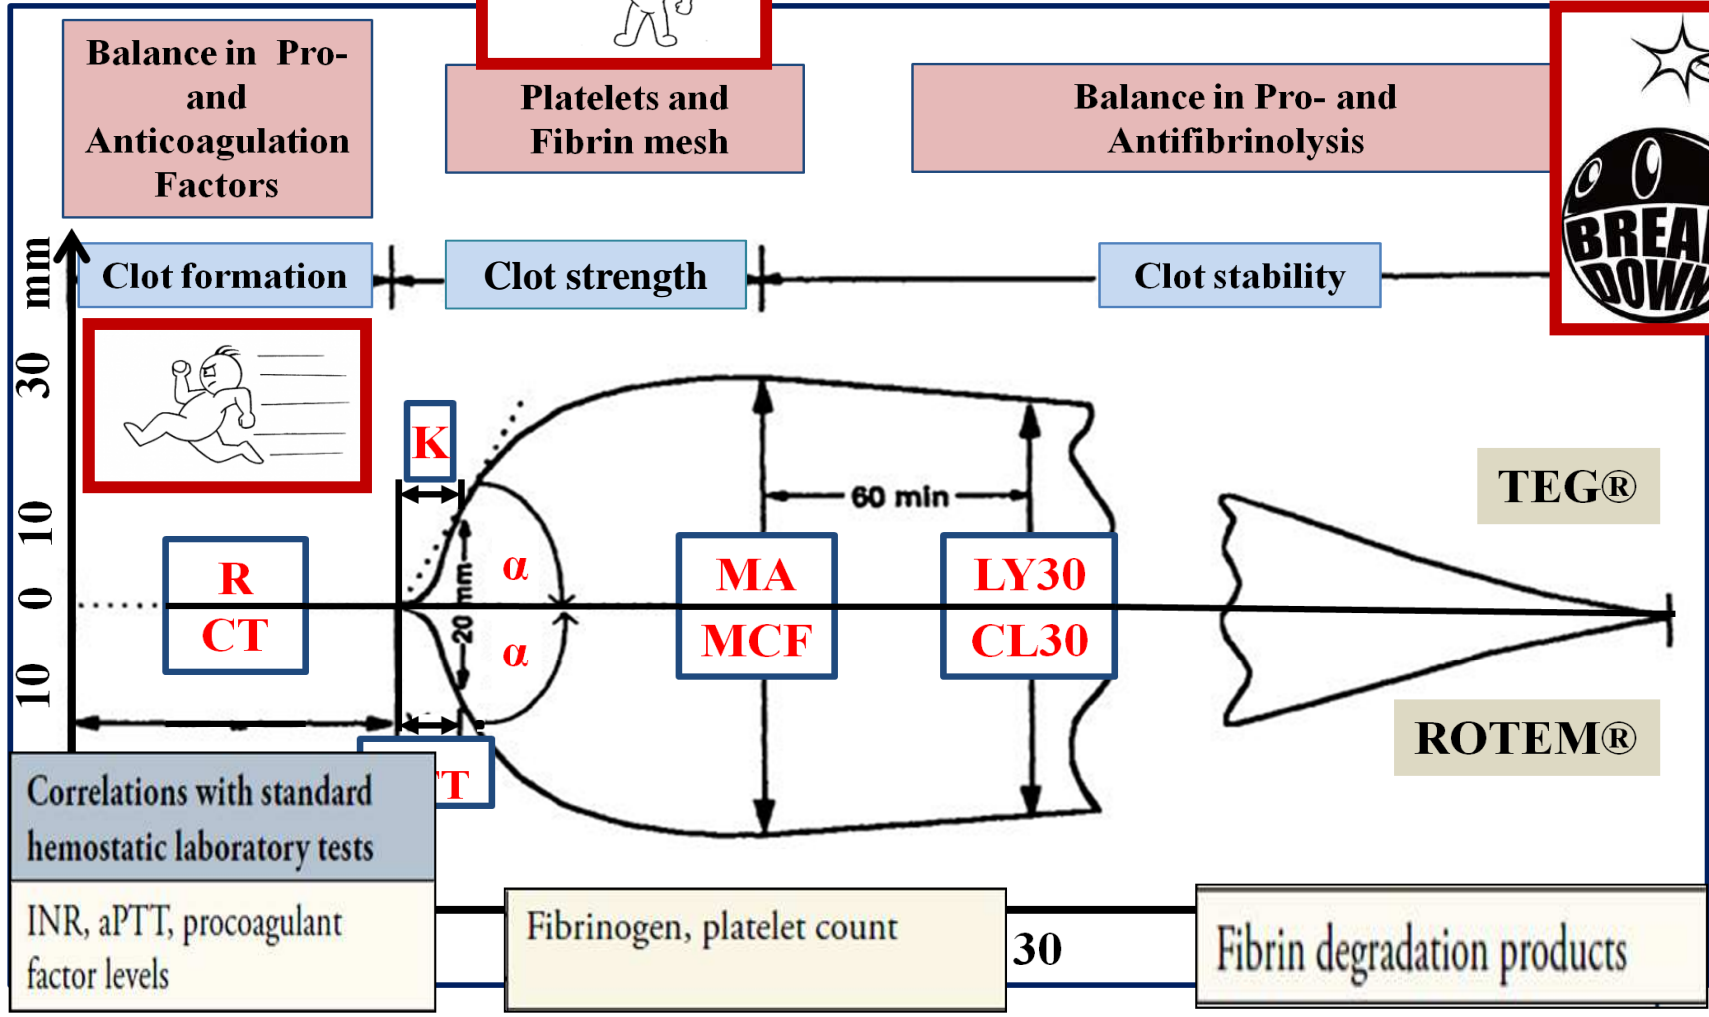 Balance in Pro-
and
Anticoagulation
Factors
Platelets and
Fibrin mesh
Balance in Pro- and
Antifibrinolysis
mm
Clot formation
Clot strength
Clot stability
30
10
0
10
K
R
CT
α
α
20 mm
60 min
MA
MCF
LY30
CL30
TEG®
ROTEM®
Correlations with standard
hemostatic laboratory tests
INR, aPTT, procoagulant
factor levels
Fibrinogen, platelet count
30
Fibrin degradation products